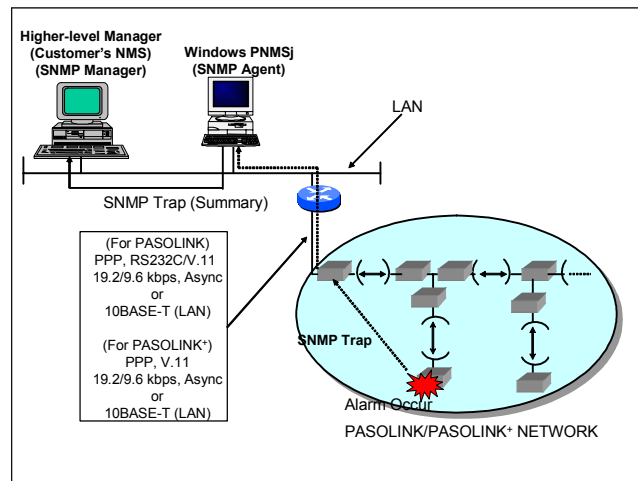 Higher-level Manager
(Customer's NMS)
(SNMP Manager)
Windows PNMSj
(SNMP Agent)
LAN
SNMP Trap (Summary)
(For PASOLINK)
PPP, RS232C/V.11
19.2/9.6 kbps, Async
or
10BASE-T (LAN)
(For PASOLINK+)
PPP, V.11
19.2/9.6 kbps, Async
or
10BASE-T (LAN)
SNMP Trap
Alarm Occur
PASOLINK/PASOLINK+ NETWORK